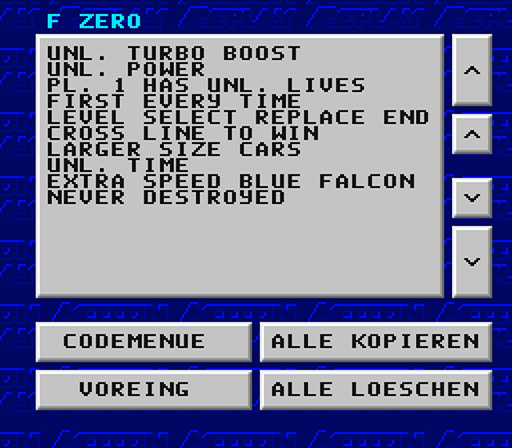 F ZERO
UNL. TURBO BOOST
UNL. POWER
PL. 1 HAS UNL. LIVES
FIRST EVERY TIME
LEVEL SELECT REPLACE END
CROSS LINE TO WIN
LARGER SIZE CARS
UNL. TIME
EXTRA SPEED BLUE FALCON
NEVER DESTROYED
CODEMENUE
ALLE KOPIEREN
VOREING
ALLE LOESCHEN